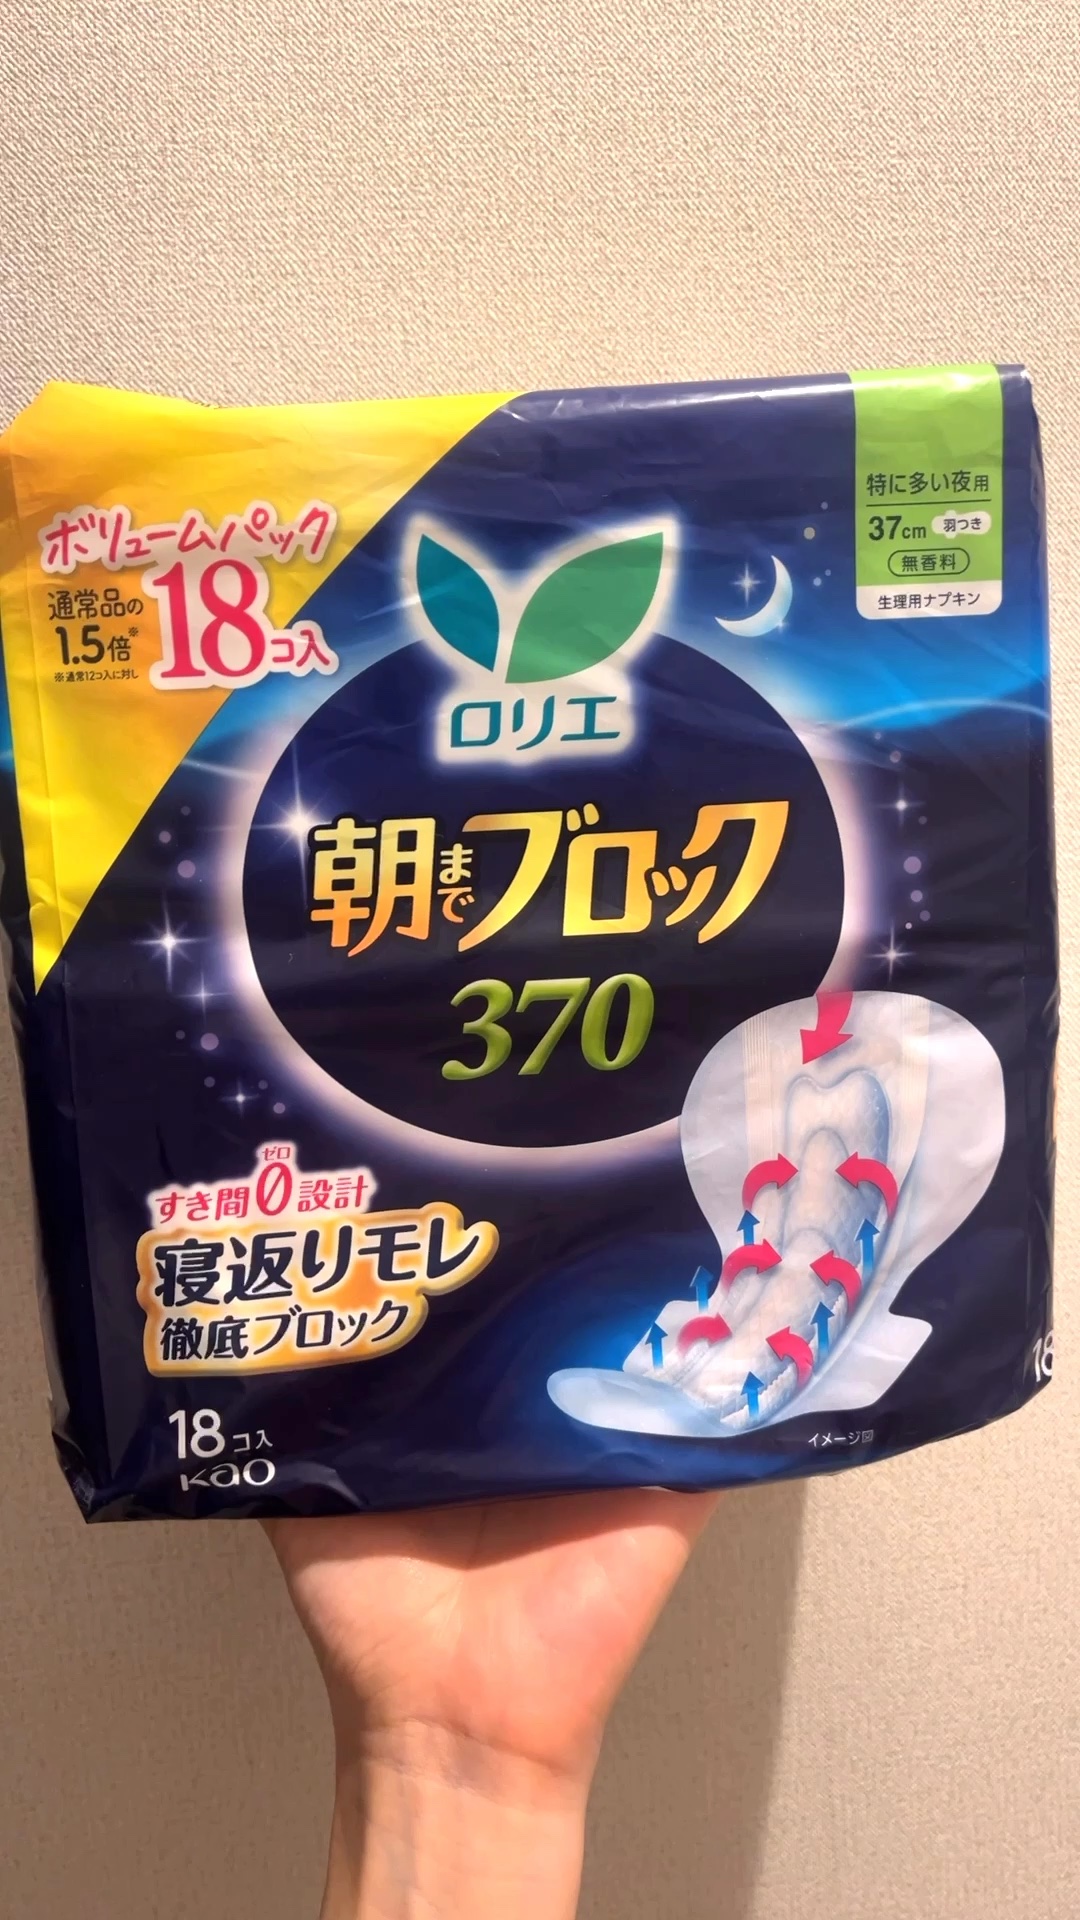 ボリュームパック
通常品の
1.5倍※
18コ入
※通常12コ入に対し
特に多い夜用
37cm 羽つき
無香料
生理用ナプキン
ロリエ
朝までブロック
370
ゼロ
すき間0設計
寝返りモレ
徹底ブロック
18コ入
Kao
イメージ図
18